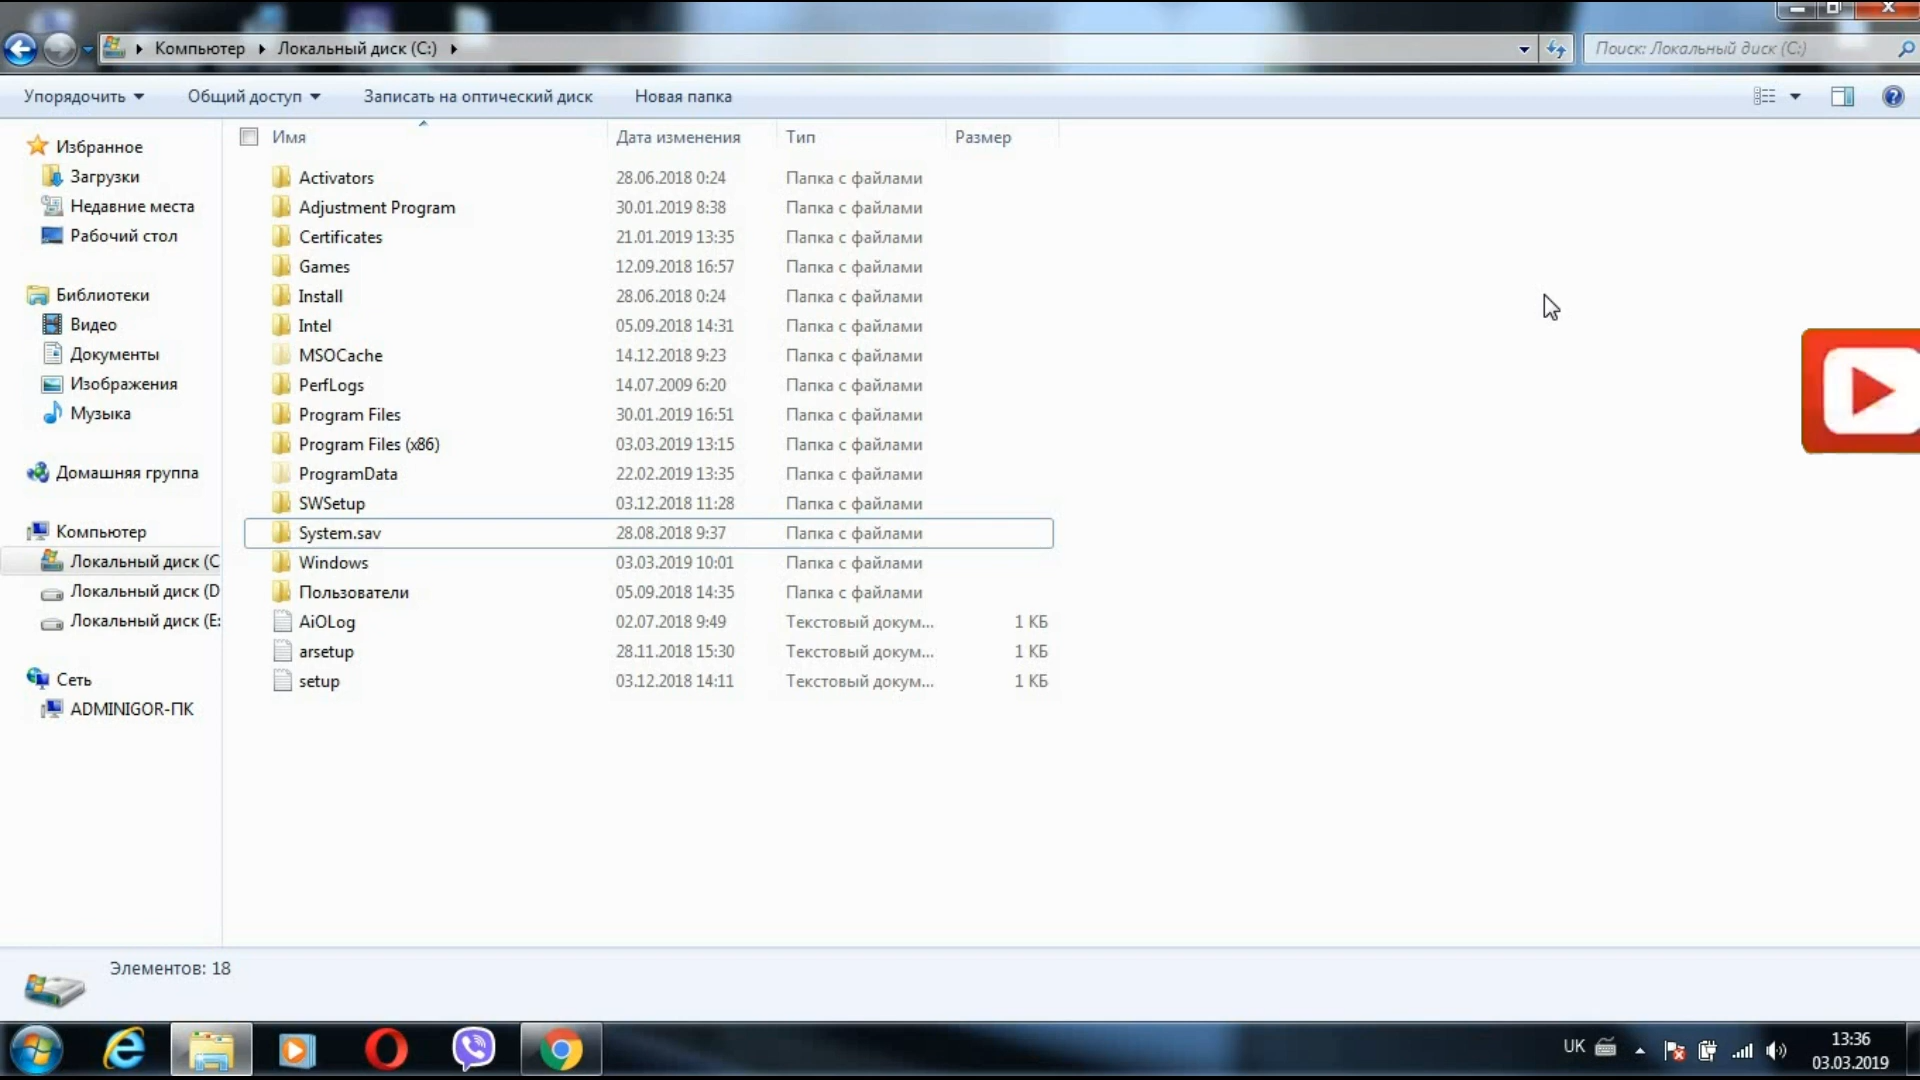 Компьютер Локальный диск (C:)
Поиск: Локальный диск (C:)
Упорядочить Общий доступ Записать на оптический диск Новая папка
Избранное
Загрузки
Недавние места
Рабочий стол
Библиотеки
Видео
Документы
Изображения
Музыка
Домашняя группа
Компьютер
Локальный диск (C
Локальный диск (D
Локальный диск (E:
Сеть
ADMINIGOR-ПК
Имя Дата изменения Тип Размер
Activators 28.06.2018 0:24 Папка с файлами
Adjustment Program 30.01.2019 8:38 Папка с файлами
Certificates 21.01.2019 13:35 Папка с файлами
Games 12.09.2018 16:57 Папка с файлами
Install 28.06.2018 0:24 Папка с файлами
Intel 05.09.2018 14:31 Папка с файлами
MSOCache 14.12.2018 9:23 Папка с файлами
PerfLogs 14.07.2009 6:20 Папка с файлами
Program Files 30.01.2019 16:51 Папка с файлами
Program Files (x86) 03.03.2019 13:15 Папка с файлами
ProgramData 22.02.2019 13:35 Папка с файлами
SWSetup 03.12.2018 11:28 Папка с файлами
System.sav 28.08.2018 9:37 Папка с файлами
Windows 03.03.2019 10:01 Папка с файлами
Пользователи 05.09.2018 14:35 Папка с файлами
AiOLog 02.07.2018 9:49 Текстовый докум... 1 КБ
arsetup 28.11.2018 15:30 Текстовый докум... 1 КБ
setup 03.12.2018 14:11 Текстовый докум... 1 КБ
Элементов: 18
UK
13:36
03.03.2019